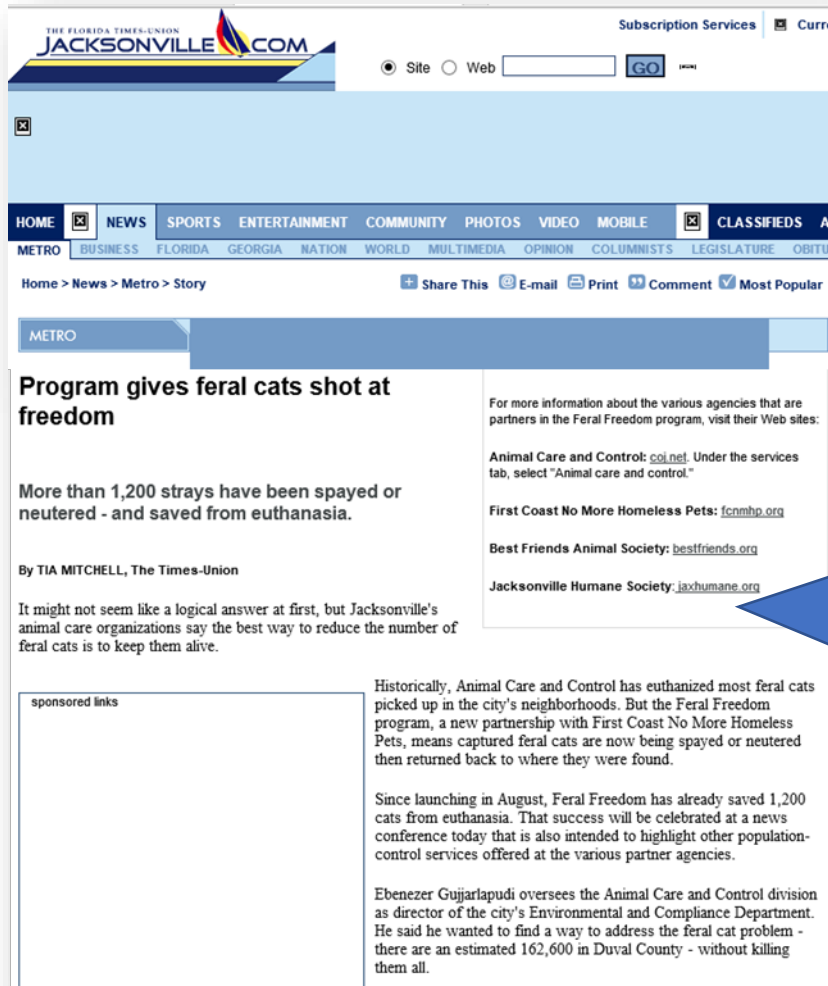 THE FLORIDA TIMES-UNION
JACKSONVILLE COM
Subscription Services Curr
Site Web GO
HOME NEWS SPORTS ENTERTAINMENT COMMUNITY PHOTOS VIDEO MOBILE CLASSIFIEDS A
METRO BUSINESS FLORIDA GEORGIA NATION WORLD MULTIMEDIA OPINION COLUMNISTS LEGISLATURE OBITU
Home > News > Metro > Story
Share This E-mail Print Comment Most Popular
METRO
Program gives feral cats shot at
freedom
More than 1,200 strays have been spayed or
neutered - and saved from euthanasia.
By TIA MITCHELL, The Times-Union
It might not seem like a logical answer at first, but Jacksonville's
animal care organizations say the best way to reduce the number of
feral cats is to keep them alive.
For more information about the various agencies that are
partners in the Feral Freedom program, visit their Web sites:
Animal Care and Control: coj.net. Under the services
tab, select "Animal care and control."
First Coast No More Homeless Pets: fcnmhp.org
Best Friends Animal Society: bestfriends.org
Jacksonville Humane Society: jaxhumane.org
sponsored links
Historically, Animal Care and Control has euthanized most feral cats
picked up in the city's neighborhoods. But the Feral Freedom
program, a new partnership with First Coast No More Homeless
Pets, means captured feral cats are now being spayed or neutered
then returned back to where they were found.
Since launching in August, Feral Freedom has already saved 1,200
cats from euthanasia. That success will be celebrated at a news
conference today that is also intended to highlight other population-
control services offered at the various partner agencies.
Ebenezer Gujjarlapudi oversees the Animal Care and Control division
as director of the city's Environmental and Compliance Department.
He said he wanted to find a way to address the feral cat problem -
there are an estimated 162,600 in Duval County - without killing
them all.